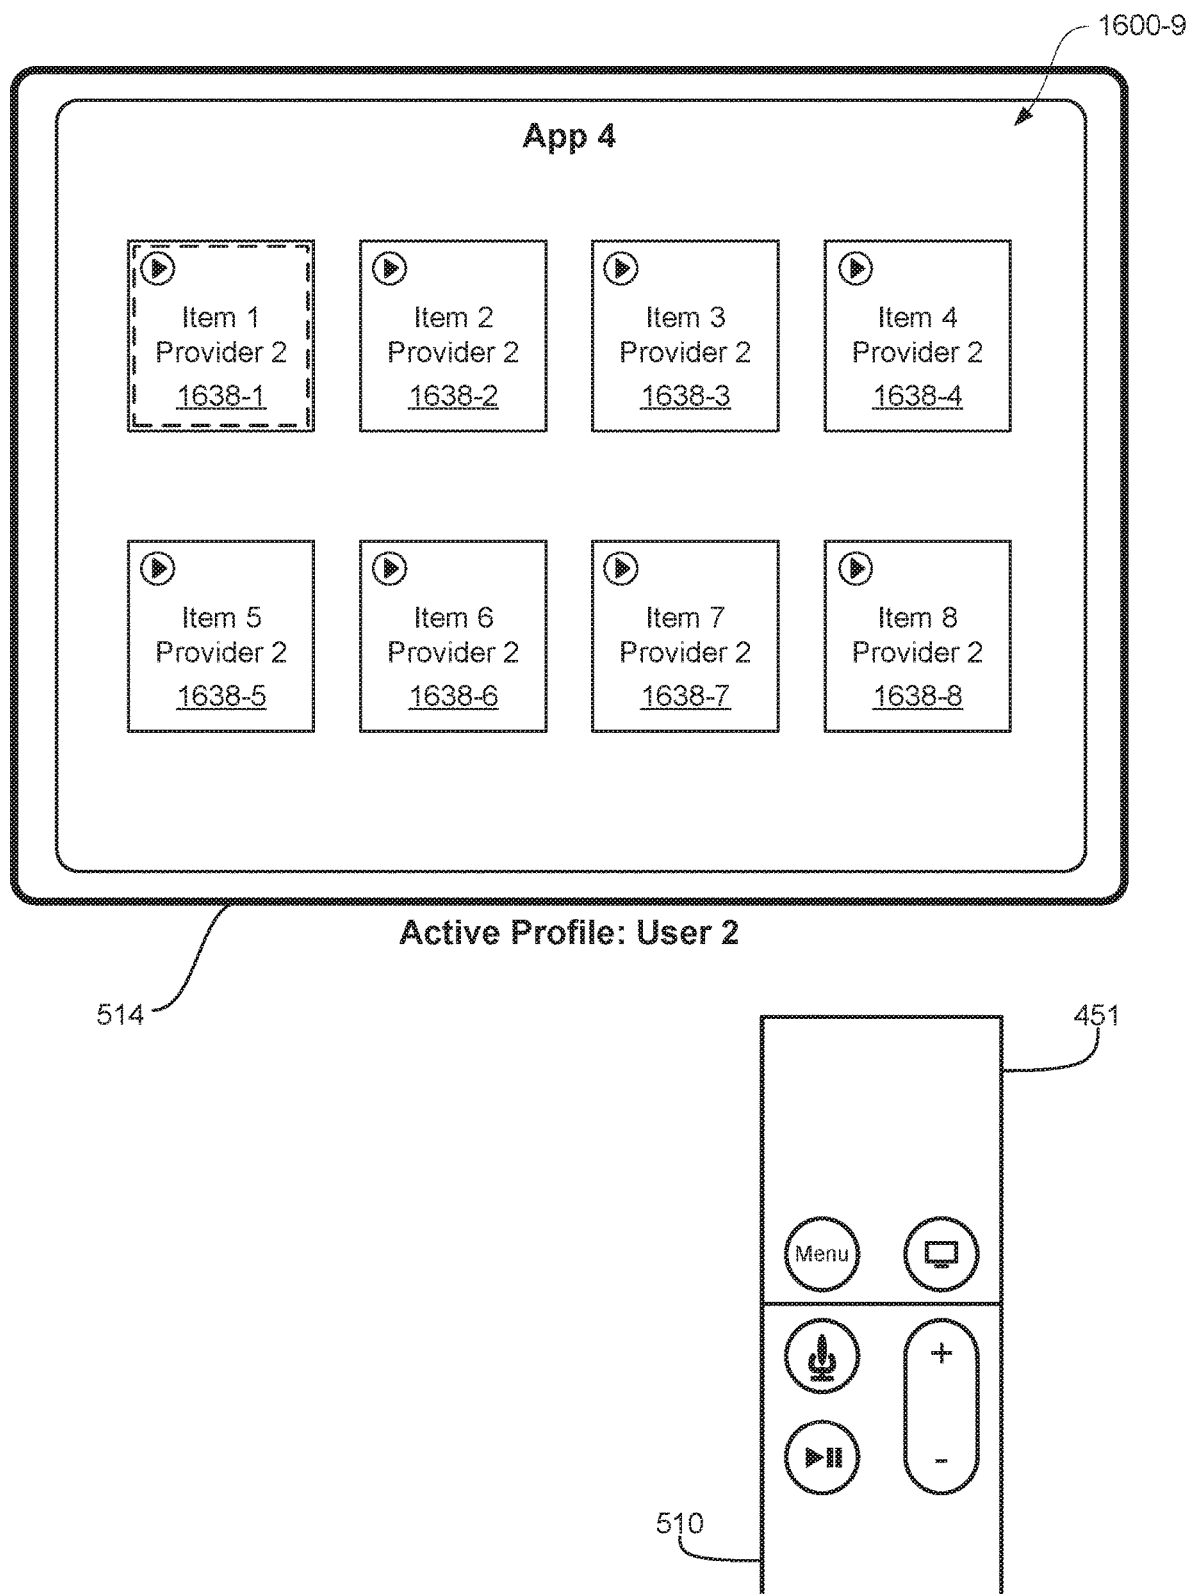 1600-9
App 4
Item 1
Provider 2
1638-1
Item 2
Provider 2
1638-2
Item 3
Provider 2
1638-3
Item 4
Provider 2
1638-4
Item 5
Provider 2
1638-5
Item 6
Provider 2
1638-6
Item 7
Provider 2
1638-7
Item 8
Provider 2
1638-8
Active Profile: User 2
514
451
Menu
+
-
510